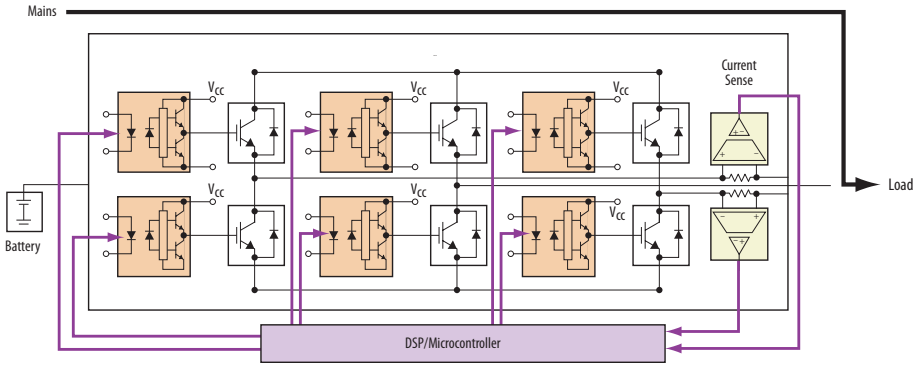 Mains
Current
Sense
VCC
VCC
VCC
+ -
+ -
Load
Battery
VCC
VCC
VCC
- +
- +
DSP/Microcontroller